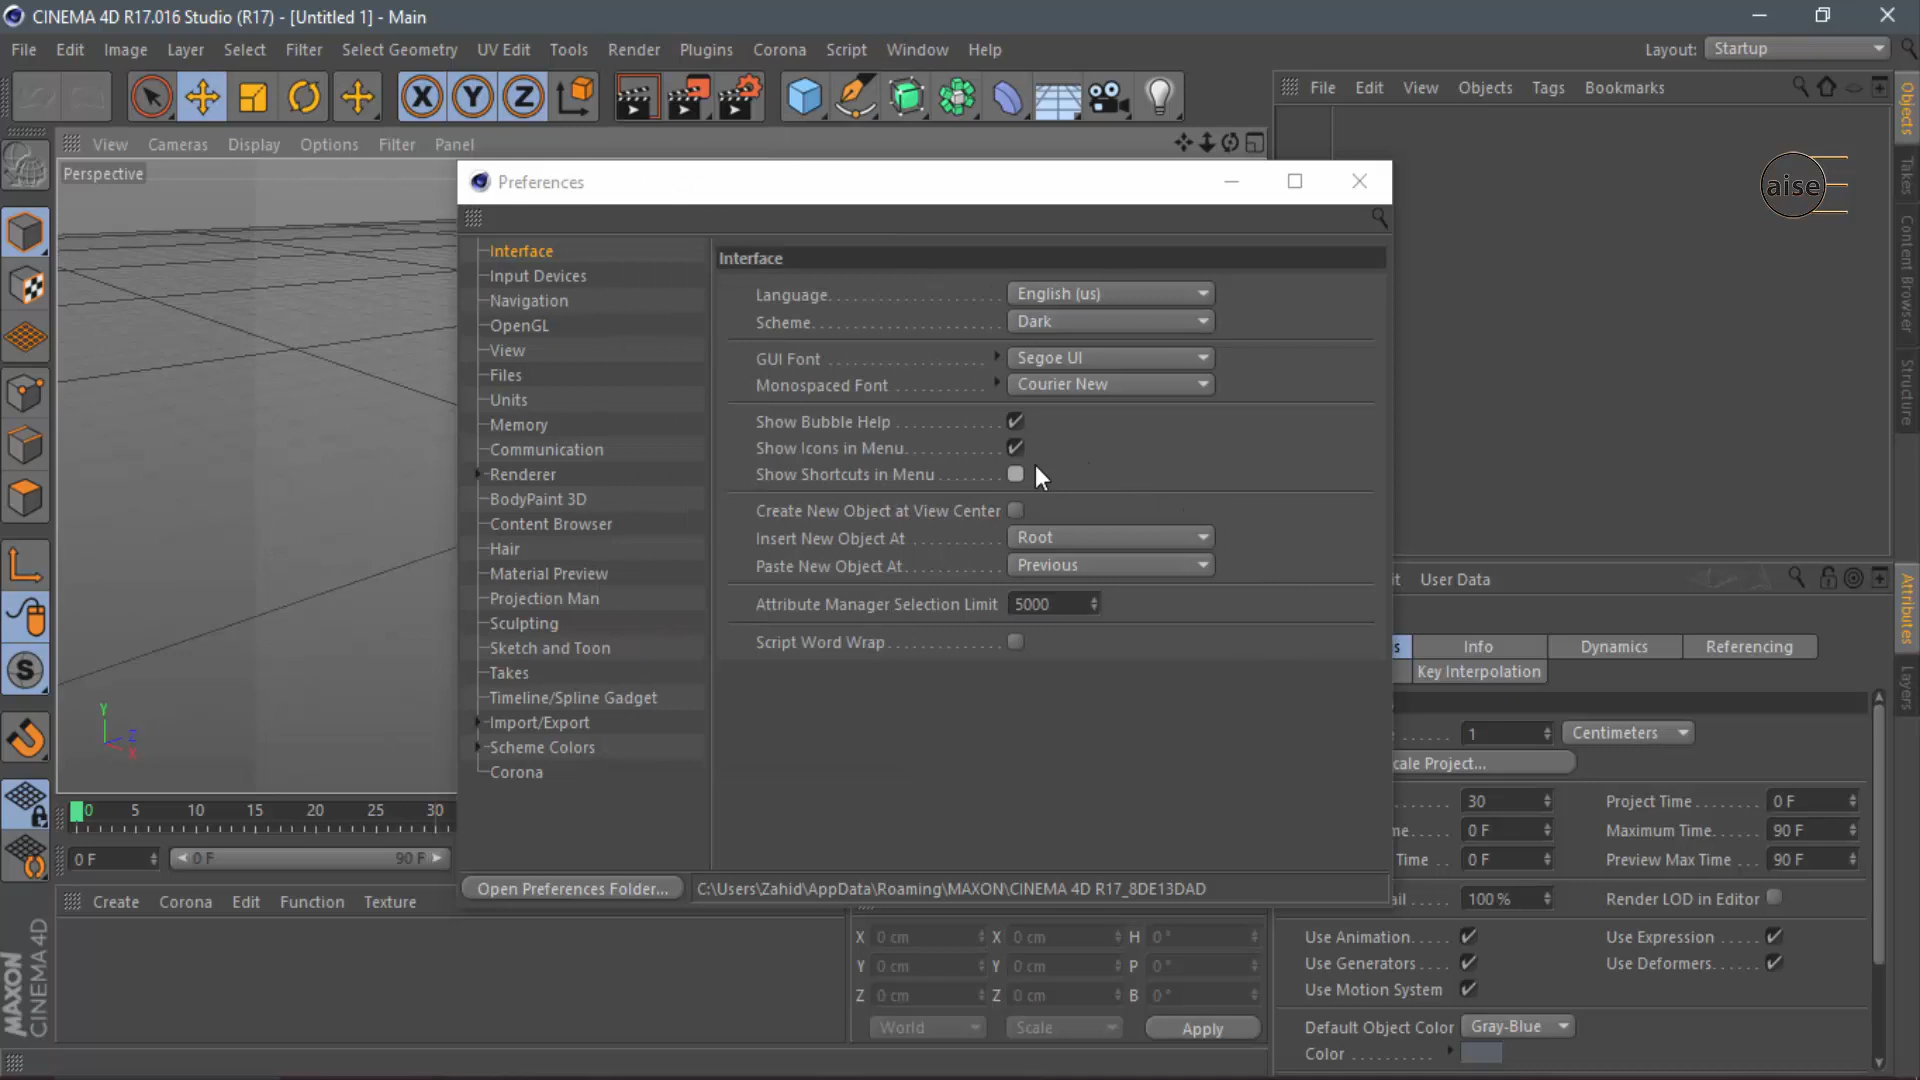 CINEMA 4D R17.016 Studio (R17) - [Untitled 1] - Main
File Edit Image Layer Select Filter Select Geometry UV Edit Tools Render Plugins Corona Script Window Help
Layout: Startup
File Edit View Objects Tags Bookmarks
Objects
Takes
Content Browser
Structure
X Y Z
View Cameras Display Options Filter Panel
Perspective
aise
Preferences
Interface
Input Devices
Navigation
OpenGL
View
Files
Units
Memory
Communication
Renderer
BodyPaint 3D
Content Browser
Hair
Material Preview
Projection Man
Sculpting
Sketch and Toon
Takes
Timeline/Spline Gadget
Import/Export
Scheme Colors
Corona
Interface
Language English (us)
Scheme Dark
GUI Font Segoe UI
Monospaced Font Courier New
Show Bubble Help
Show Icons in Menu
Show Shortcuts in Menu
Create New Object at View Center
Insert New Object At Root
Paste New Object At Previous
Attribute Manager Selection Limit 5000
Script Word Wrap
Open Preferences Folder... C:\Users\Zahid\AppData\Roaming\MAXON\CINEMA 4D R17_8DE13DAD
Y Z X
0 5 10 15 20 25 30
0 F 0 F 90 F
Create Corona Edit Function Texture
MAXON
CINEMA 4D
X 0 cm X 0 cm H 0 °
Y 0 cm Y 0 cm P 0 °
Z 0 cm Z 0 cm B 0 °
World Scale Apply
it User Data
Attributes
Layers
s Info Dynamics Referencing
Key Interpolation
1 Centimeters
cale Project...
30 Project Time 0 F
me 0 F Maximum Time 90 F
Time 0 F Preview Max Time 90 F
ail 100 % Render LOD in Editor
Use Animation Use Expression
Use Generators Use Deformers
Use Motion System
Default Object Color Gray-Blue
Color